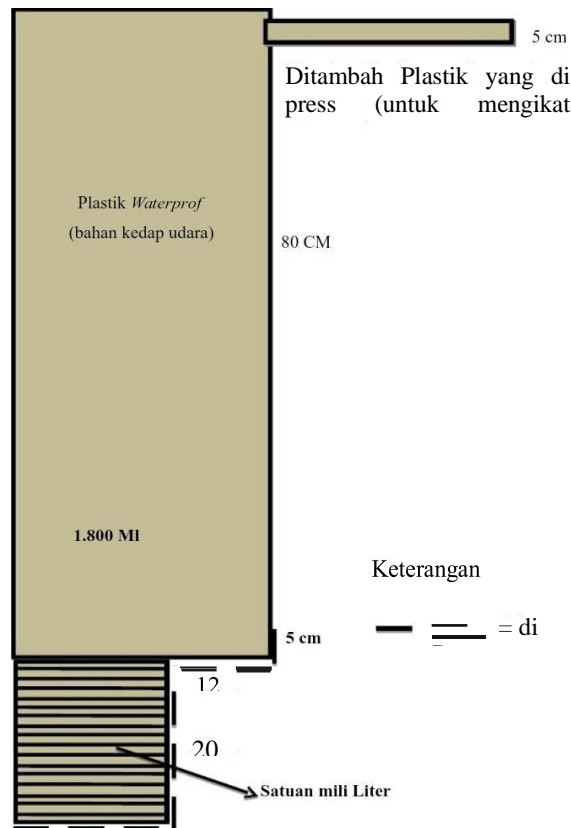 5 cm
Ditambah Plastik yang di
press (untuk mengikat
Plastik Waterprof
(bahan kedap udara)
80 CM
1.800 Ml
Keterangan
5 cm
= di
12
20
Satuan mili Liter